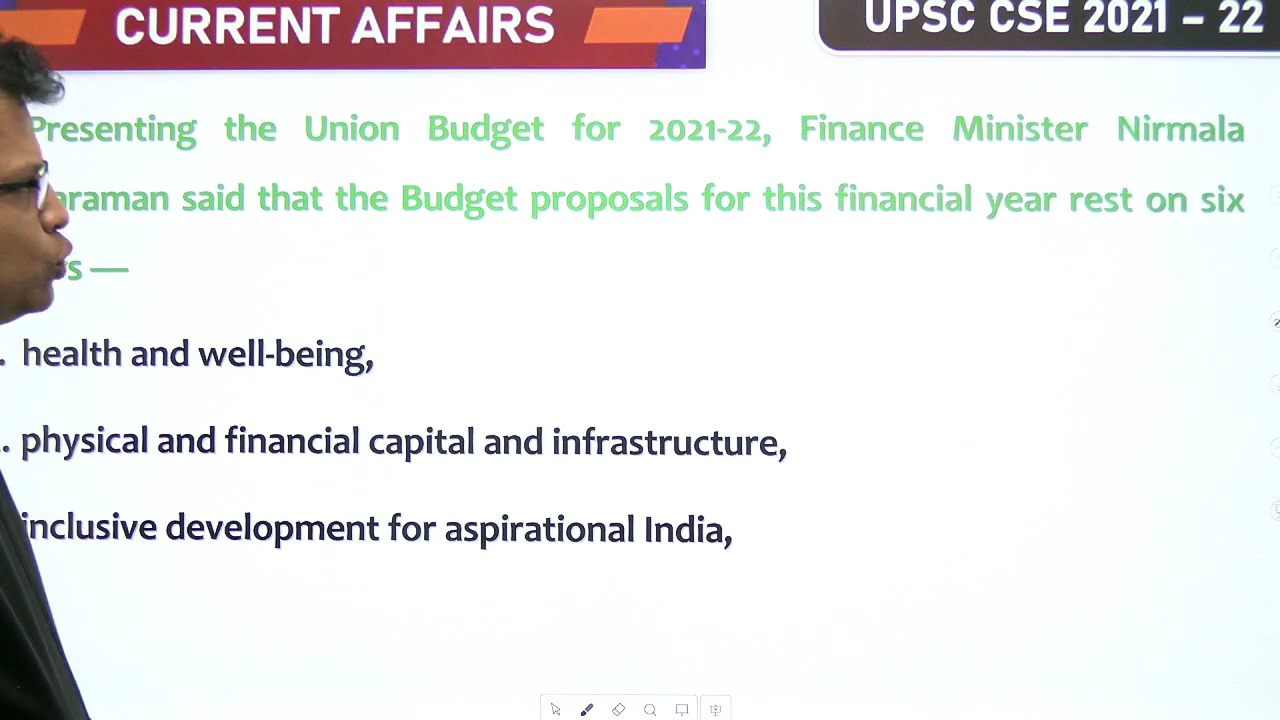 CURRENT AFFAIRS
UPSC CSE 2021 – 22
Presenting the Union Budget for 2021-22, Finance Minister Nirmala
said that the Budget proposals for this financial year rest on six
—
health and well-being,
physical and financial capital and infrastructure,
inclusive development for aspirational India,